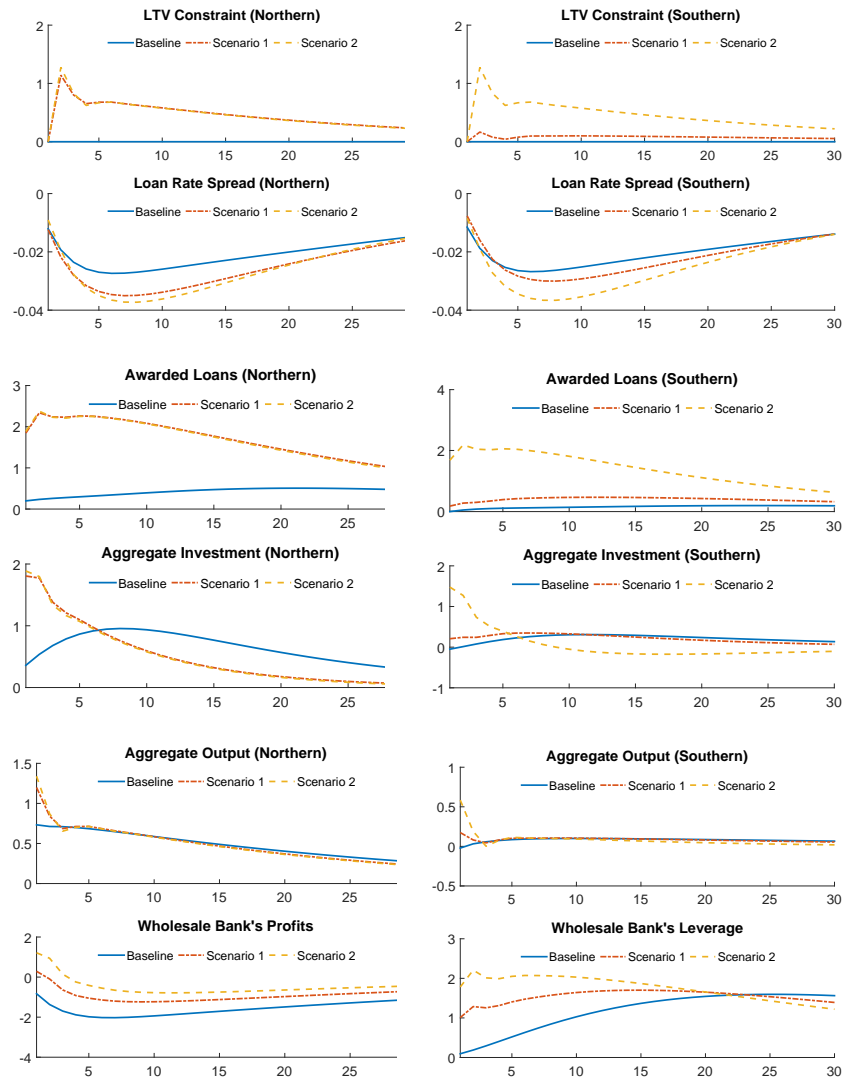 LTV Constraint (Northern)
2
Baseline Scenario 1 Scenario 2
1
0
5 10 15 20 25
LTV Constraint (Southern)
2
Baseline Scenario 1 Scenario 2
1
0
5 10 15 20 25 30
Loan Rate Spread (Northern)
0
Baseline Scenario 1 Scenario 2
-0.02
-0.04
5 10 15 20 25
Loan Rate Spread (Southern)
0
Baseline Scenario 1 Scenario 2
-0.02
-0.04
5 10 15 20 25 30
Awarded Loans (Northern)
3
Baseline Scenario 1 Scenario 2
2
1
0
5 10 15 20 25
Awarded Loans (Southern)
4
Baseline Scenario 1 Scenario 2
2
0
5 10 15 20 25 30
Aggregate Investment (Northern)
2
Baseline Scenario 1 Scenario 2
1
0
5 10 15 20 25
Aggregate Investment (Southern)
2
Baseline Scenario 1 Scenario 2
1
0
-1
5 10 15 20 25 30
Aggregate Output (Northern)
1.5
Baseline Scenario 1 Scenario 2
1
0.5
0
5 10 15 20 25
Aggregate Output (Southern)
1
Baseline Scenario 1 Scenario 2
0.5
0
-0.5
5 10 15 20 25 30
Wholesale Bank's Profits
2
Baseline Scenario 1 Scenario 2
0
-2
-4
5 10 15 20 25
Wholesale Bank's Leverage
3
Baseline Scenario 1 Scenario 2
2
1
0
5 10 15 20 25 30